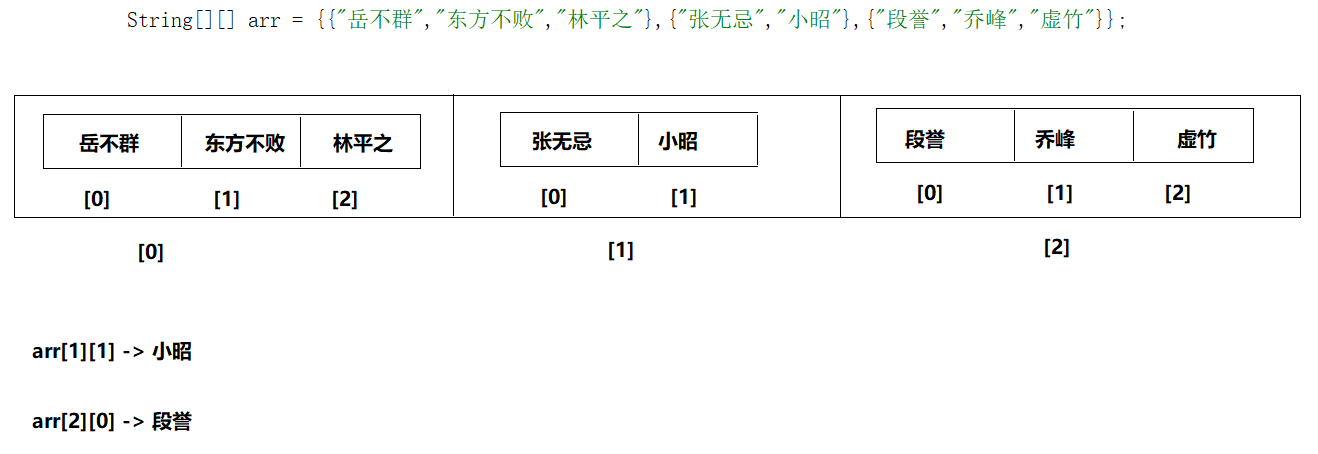 String[][] arr = {{"岳不群","东方不败","林平之"},{"张无忌","小昭"},{"段誉","乔峰","虚竹"}};
岳不群 东方不败 林平之 张无忌 小昭 段誉 乔峰 虚竹
[0] [1] [2] [0] [1] [0] [1] [2]
[0] [1] [2]
arr[1][1] -> 小昭
arr[2][0] -> 段誉